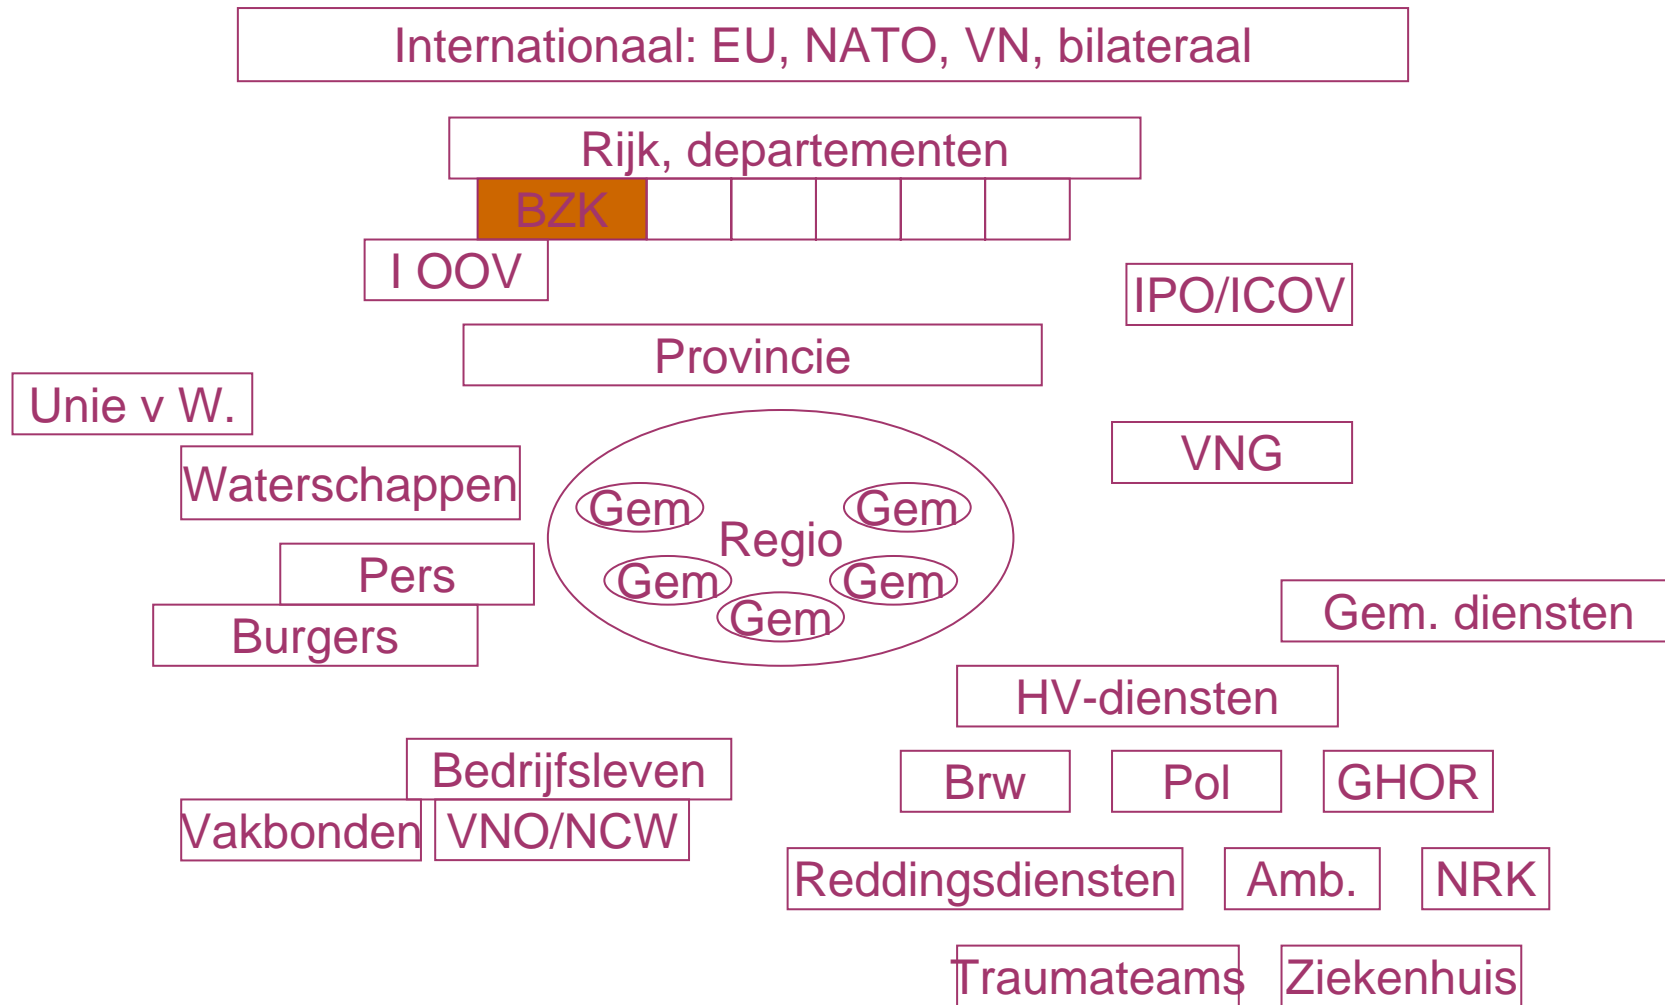 Internationaal: EU, NATO, VN, bilateraal
Rijk, departementen
BZK
I OOV
IPO/ICOV
Provincie
Unie v W.
VNG
Waterschappen
Gem
Gem
Regio
Pers
Gem
Gem
Gem
Gem. diensten
Burgers
HV-diensten
Bedrijfsleven
Brw
Pol
GHOR
Vakbonden
VNO/NCW
Reddingsdiensten
Amb.
NRK
Traumateams
Ziekenhuis